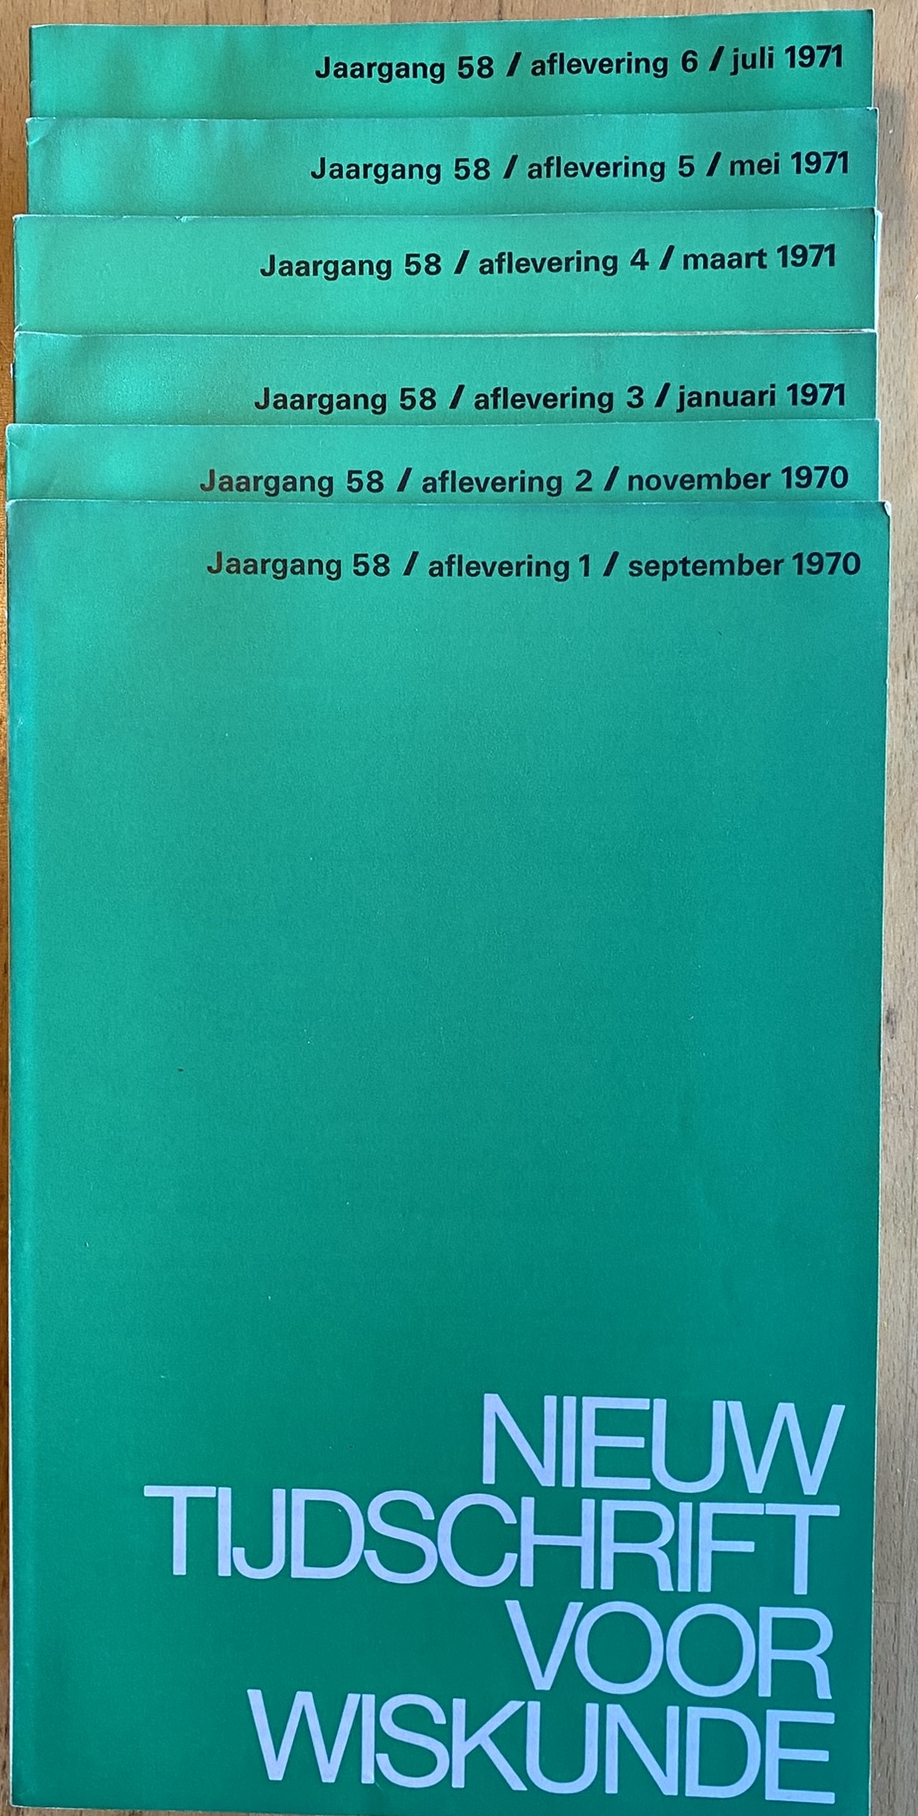 Jaargang 58 / aflevering 6 / juli 1971
Jaargang 58 / aflevering 5 / mei 1971
Jaargang 58 / aflevering 4 / maart 1971
Jaargang 58 / aflevering 3 / januari 1971
Jaargang 58 / aflevering 2 / november 1970
Jaargang 58 / aflevering 1 / september 1970
NIEUW
TIJDSCHRIFT
VOOR
WISKUNDE